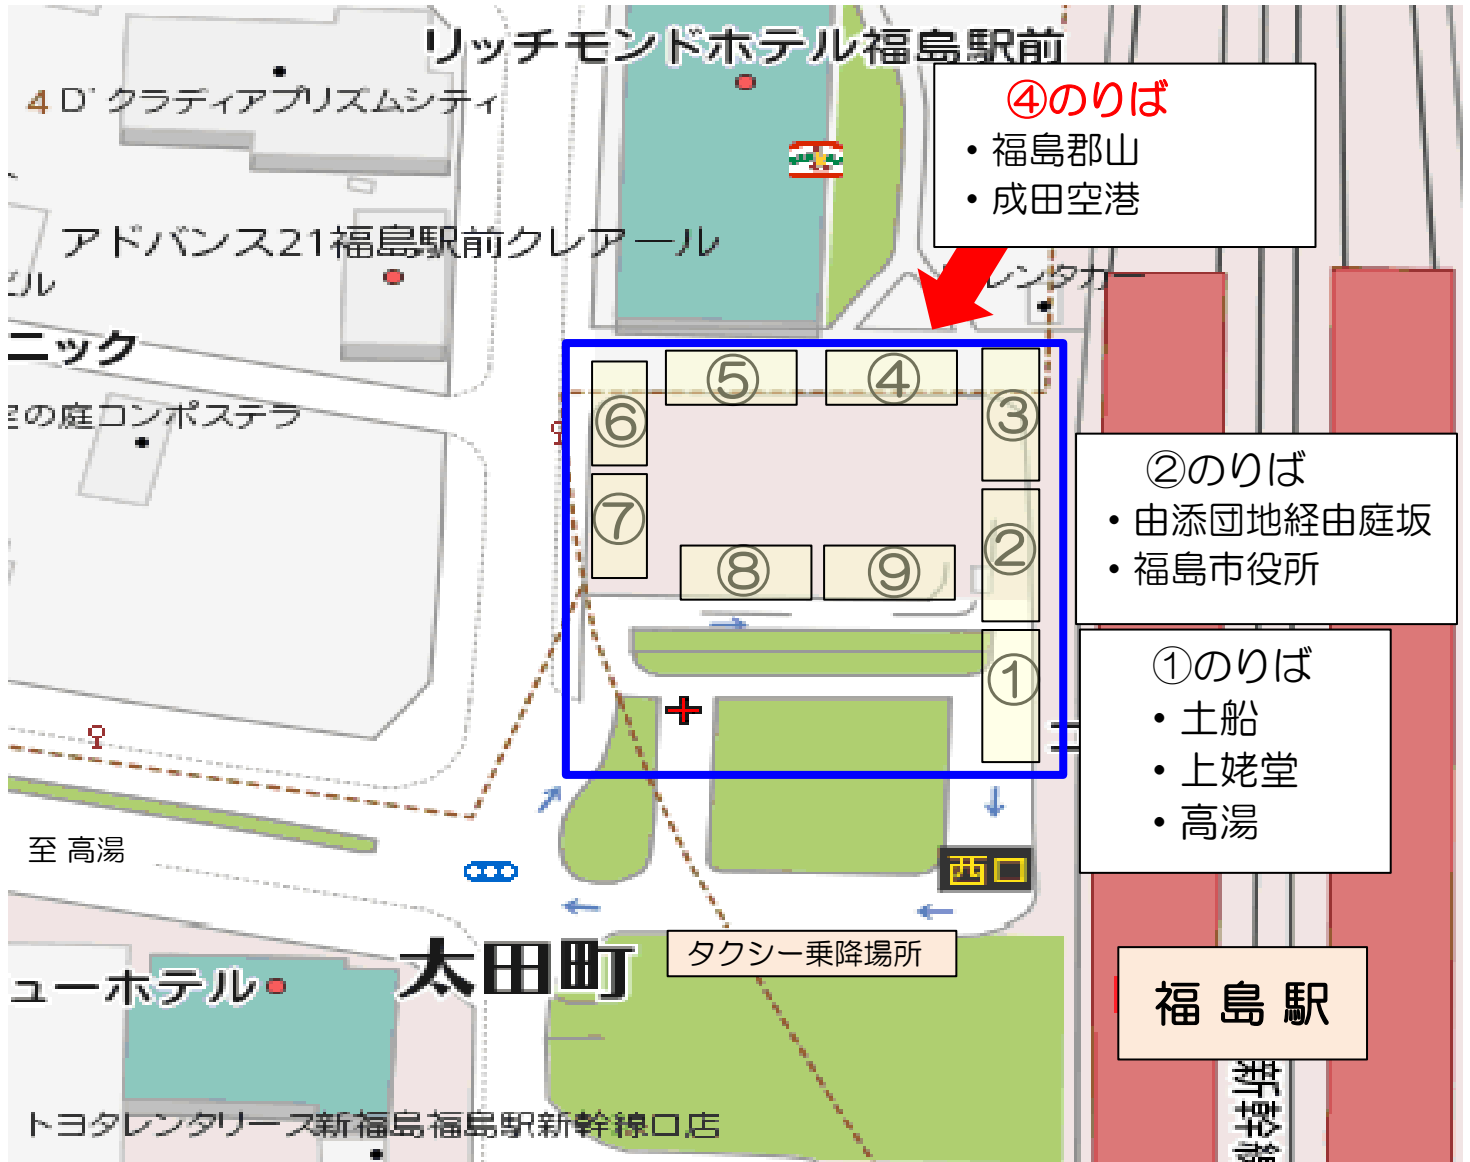 リッチモンドホテル福島駅前
④のりば
・福島郡山
・成田空港
4 D' クラディアプリズムシティ
アドバンス21福島駅前クレアール
ビル
レンタカー
ニック
の庭コンポステラ
⑤
④
③
⑥
⑦
②
⑧
⑨
①
②のりば
・由添団地経由庭坂
・福島市役所
①のりば
・土船
・上姥堂
・高湯
至 高湯
西口
太田町
タクシー乗降場所
ューホテル
福島駅
新幹線
トヨタレンタリース新福島福島駅新幹線口店